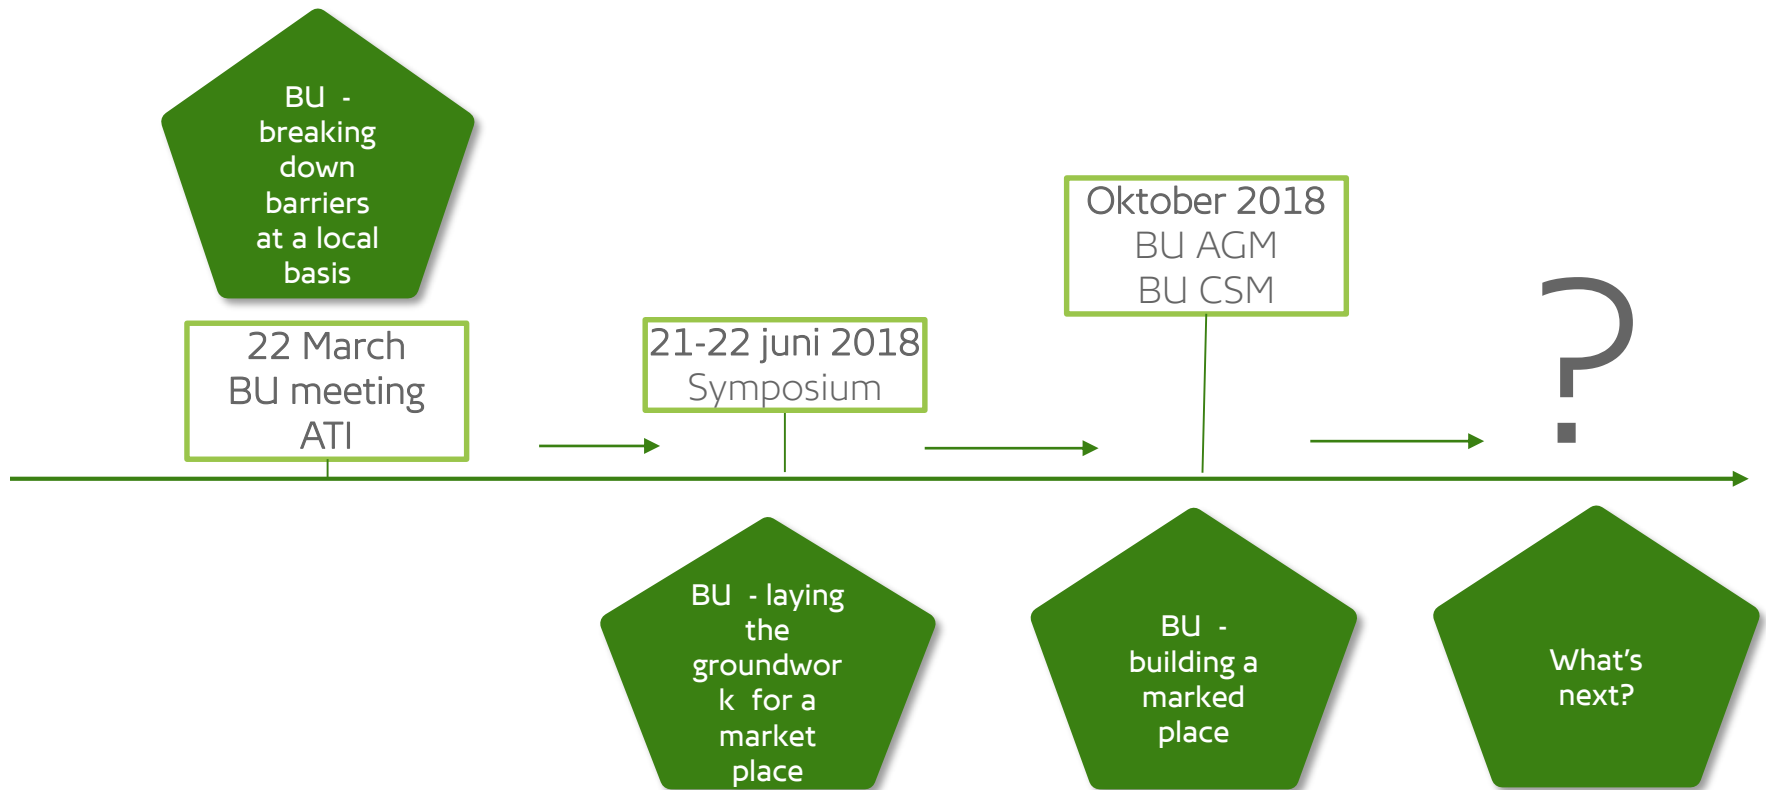 BU -
breaking
down
barriers
at a local
basis
22 March
BU meeting
ATI
21-22 juni 2018
Symposium
Oktober 2018
BU AGM
BU CSM
?
BU - laying
the
groundwor
k for a
market
place
BU -
building a
marked
place
What's
next?